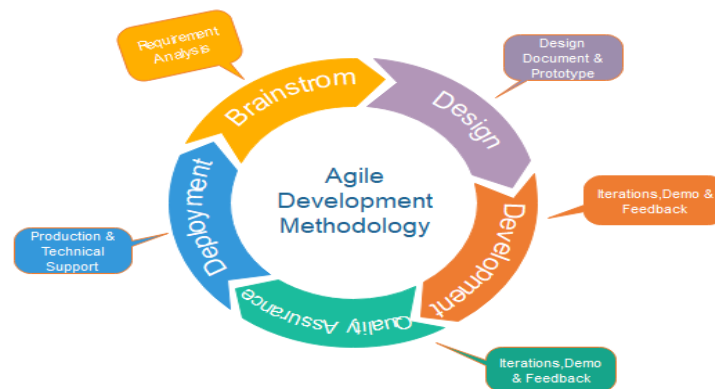 Requirement
Analysis
Brainstrom
Design
Document &
Prototype
Design
Agile
Development
Methodology
Iterations,Demo &
Feedback
Development
Production &
Technical
Support
Deployment
Quality Assurance
Iterations,Demo
& Feedback